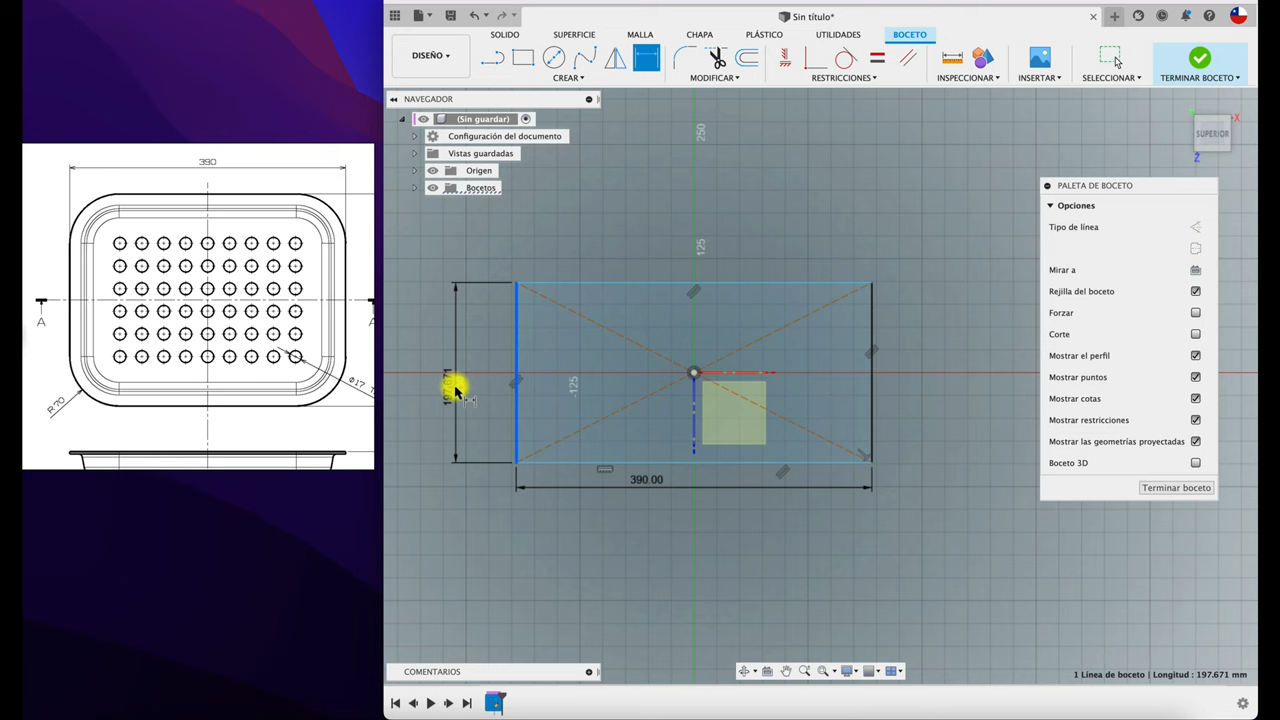 Sin título*
SOLIDO
SUPERFICIE
MALLA
CHAPA
PLÁSTICO
UTILIDADES
BOCETO
DISEÑO
CREAR
MODIFICAR
RESTRICCIONES
INSPECCIONAR
INSERTAR
SELECCIONAR
TERMINAR BOCETO
NAVEGADOR
(Sin guardar)
Configuración del documento
Vistas guardadas
Origen
Bocetos
250
125
-125
390.00
SUPERIOR
X
Z
PALETA DE BOCETO
Opciones
Tipo de línea
Mirar a
Rejilla del boceto
Forzar
Corte
Mostrar el perfil
Mostrar puntos
Mostrar cotas
Mostrar restricciones
Mostrar las geometrías proyectadas
Boceto 3D
Terminar boceto
390
A
A
R70
Ø17
COMENTARIOS
1 Línea de boceto | Longitud : 197.671 mm